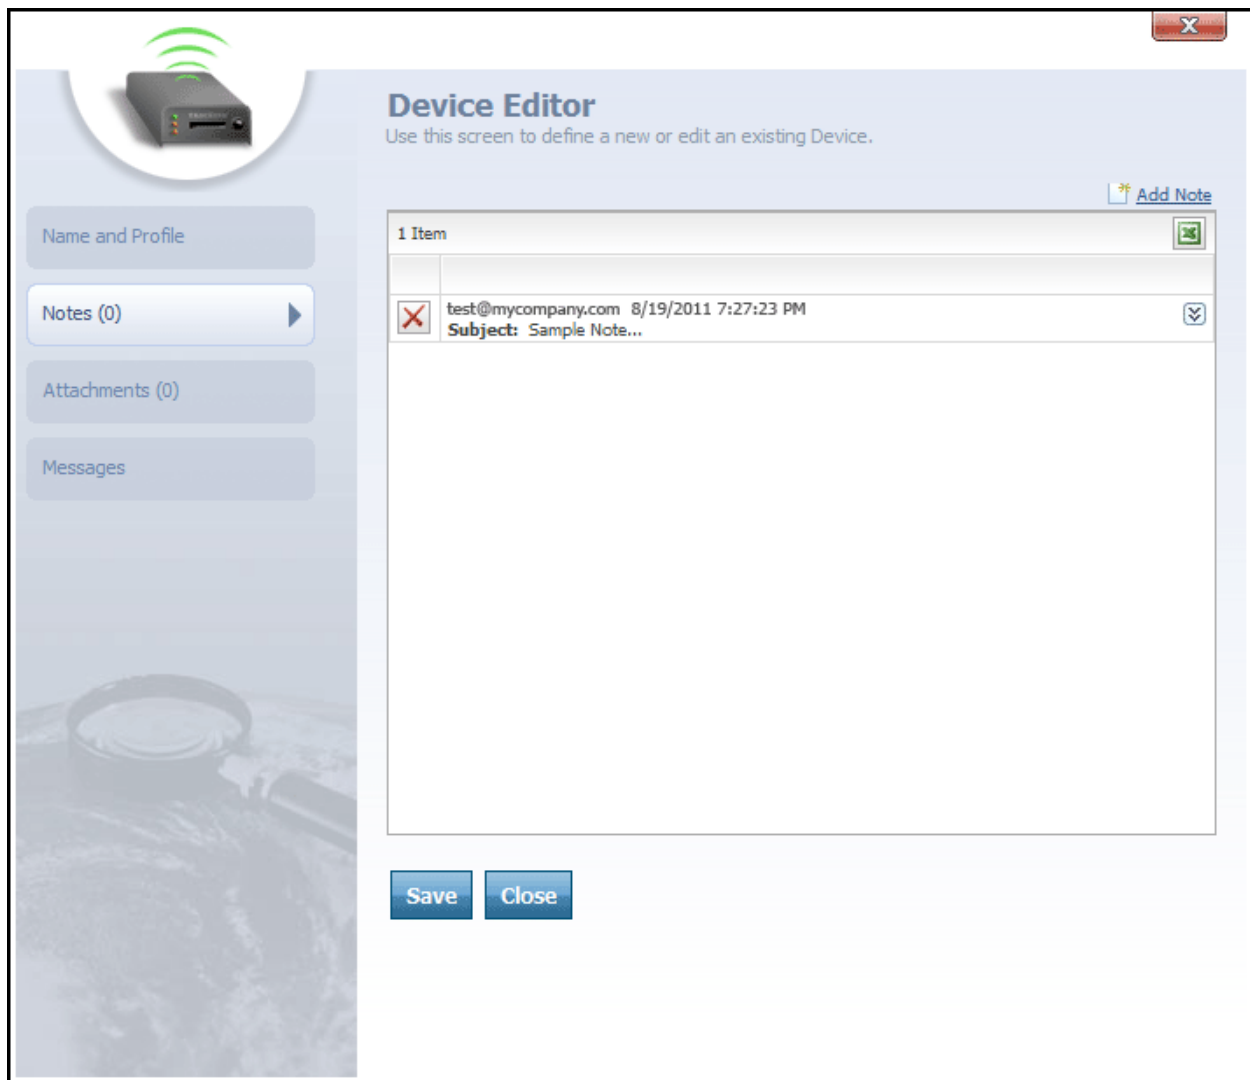 X
Device Editor
Use this screen to define a new or edit an existing Device.
Add Note
Name and Profile
Notes (0)
Attachments (0)
Messages
1 Item
test@mycompany.com 8/19/2011 7:27:23 PM
Subject: Sample Note...
Save Close